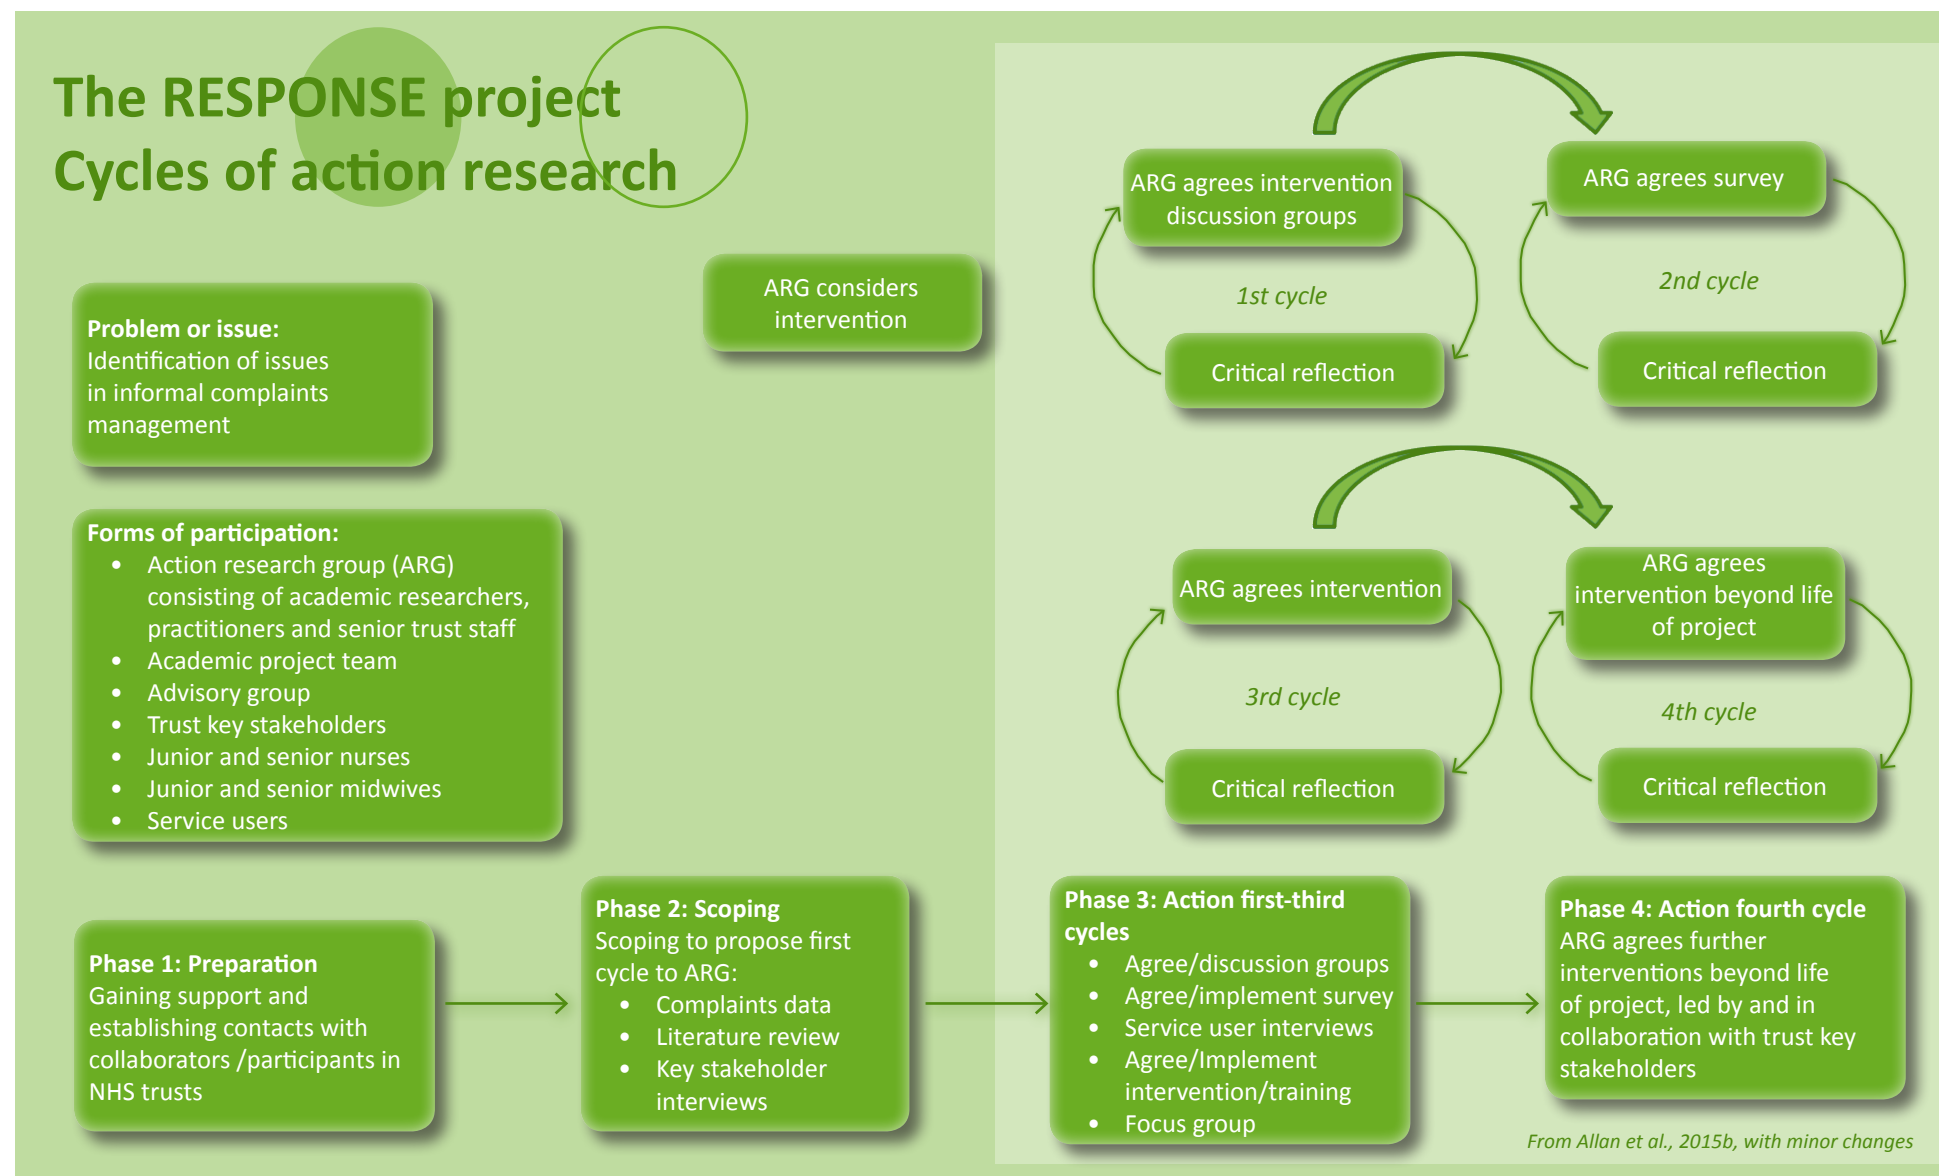 The RESPONSE project
Cycles of action research
Problem or issue:
Identification of issues
in informal complaints
management
ARG considers
intervention
Forms of participation:
• Action research group (ARG)
consisting of academic researchers,
practitioners and senior trust staff
• Academic project team
• Advisory group
• Trust key stakeholders
• Junior and senior nurses
• Junior and senior midwives
• Service users
ARG agrees intervention
discussion groups
1st cycle
Critical reflection
ARG agrees survey
2nd cycle
Critical reflection
ARG agrees intervention
3rd cycle
Critical reflection
ARG agrees
intervention beyond life
of project
4th cycle
Critical reflection
Phase 1: Preparation
Gaining support and
establishing contacts with
collaborators /participants in
NHS trusts
Phase 2: Scoping
Scoping to propose first
cycle to ARG:
• Complaints data
• Literature review
• Key stakeholder
interviews
Phase 3: Action first-third
cycles
• Agree/discussion groups
• Agree/implement survey
• Service user interviews
• Agree/Implement
intervention/training
• Focus group
Phase 4: Action fourth cycle
ARG agrees further
interventions beyond life
of project, led by and in
collaboration with trust key
stakeholders
From Allan et al., 2015b, with minor changes